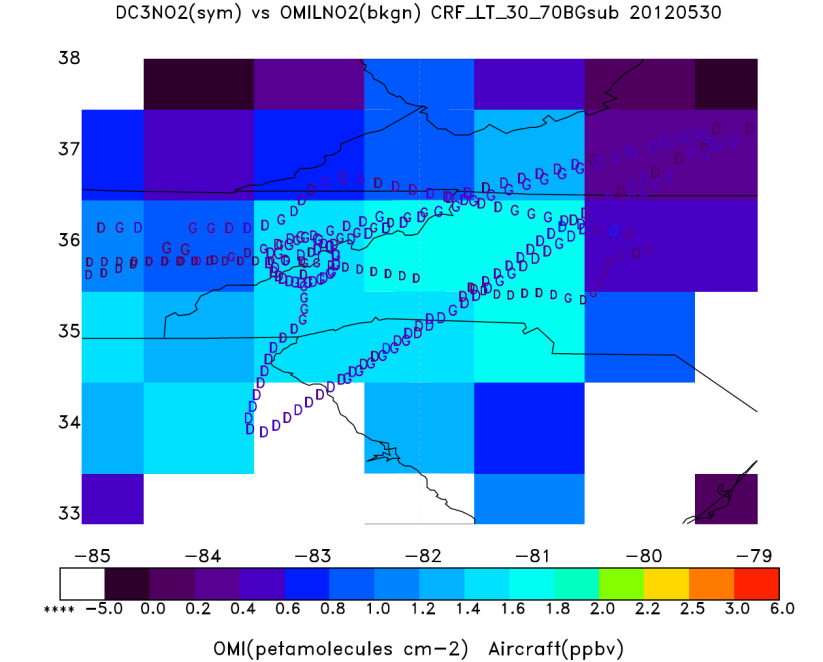 DC3NO2(sym) vs OMILNO2(bkgn) CRF_LT_30_70BGsub 20120530
38
37
36
35
34
33
−85 −84 −83 −82 −81 −80 −79
**** −5.0 0.0 0.2 0.4 0.6 0.8 1.0 1.2 1.4 1.6 1.8 2.0 2.2 2.5 3.0 6.0
OMI(petamolecules cm−2) Aircraft(ppbv)